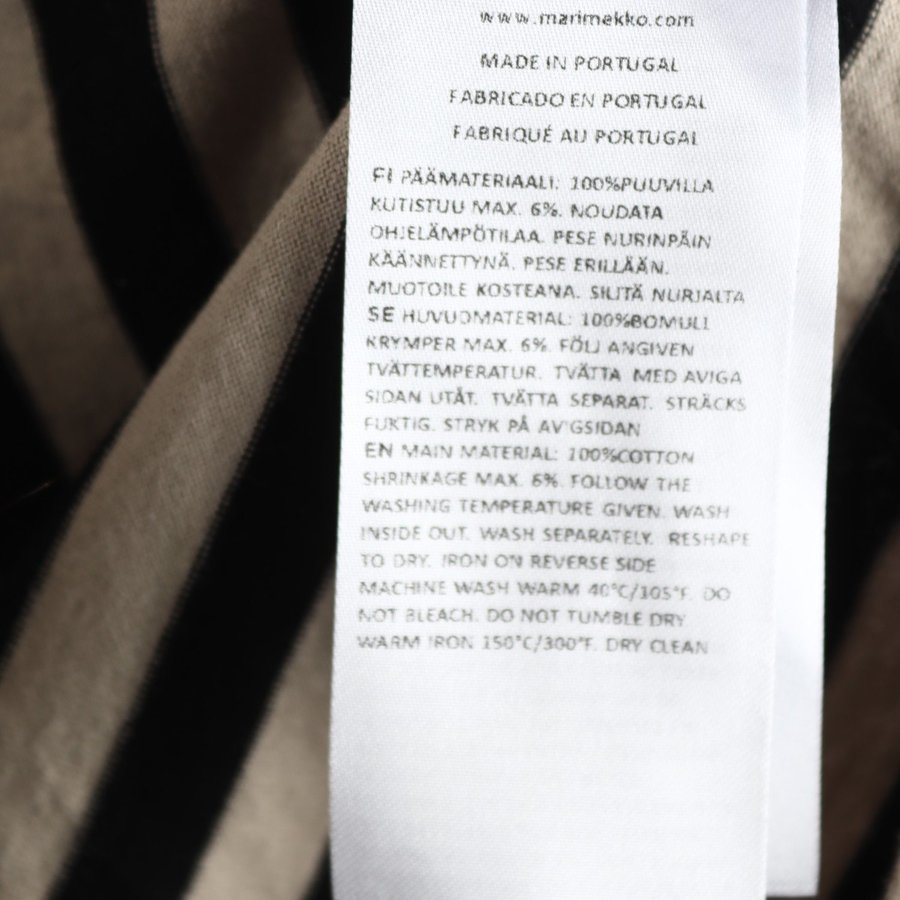 www.marimekko.com
MADE IN PORTUGAL
FABRICADO EN PORTUGAL
FABRIQUÉ AU PORTUGAL
FI PÄÄMATERIAALI: 100%PUUVILLA
KUTISTUU MAX. 6%. NOUDATA
OHJELÄMPÖTILAA. PESE NURINPÄIN
KÄÄNNETTYNÄ. PESE ERILLÄÄN.
MUOTOILE KOSTEANA. SILITÄ NURJALTA
SE HUVUDMATERIAL: 100%BOMULL
KRYMPER MAX. 6%. FÖLJ ANGIVEN
TVÄTTEMPERATUR. TVÄTTA MED AVIGA
SIDAN UTÅT. TVÄTTA SEPARAT. STRÄCKS
FUKTIG. STRYK PÅ AVIGSIDAN
EN MAIN MATERIAL: 100%COTTON
SHRINKAGE MAX. 6%. FOLLOW THE
WASHING TEMPERATURE GIVEN. WASH
INSIDE OUT. WASH SEPARATELY. RESHAPE
TO DRY. IRON ON REVERSE SIDE
MACHINE WASH WARM 40°C/105°F. DO
NOT BLEACH. DO NOT TUMBLE DRY
WARM IRON 150°C/300°F. DRY CLEAN